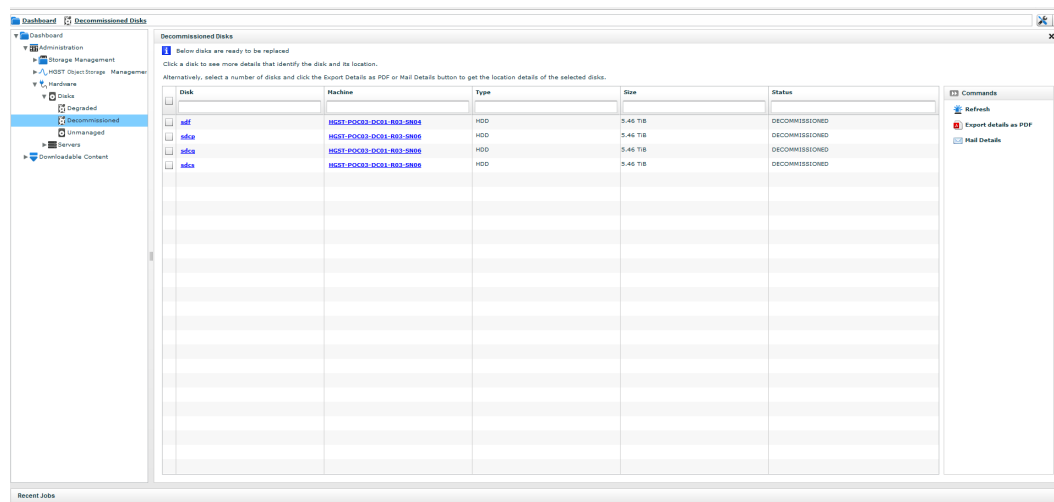 Dashboard Decommissioned Disks
Dashboard
Administration
Storage Management
HGST Object Storage Managemer
Hardware
Disks
Degraded
Decommissioned
Unmanaged
Servers
Downloadable Content
Decommissioned Disks
Below disks are ready to be replaced
Click a disk to see more details that identify the disk and its location.
Alternatively, select a number of disks and click the Export Details as PDF or Mail Details button to get the location details of the selected disks.
Disk Machine Type Size Status
sdf HGST-POC03-DC01-R03-SN04 HDD 5.46 TiB DECOMMISSIONED
sdcp HGST-POC03-DC01-R03-SN06 HDD 5.46 TiB DECOMMISSIONED
sdcq HGST-POC03-DC01-R03-SN06 HDD 5.46 TiB DECOMMISSIONED
sdcs HGST-POC03-DC01-R03-SN06 HDD 5.46 TiB DECOMMISSIONED
Commands
Refresh
Export details as PDF
Mail Details
Recent Jobs